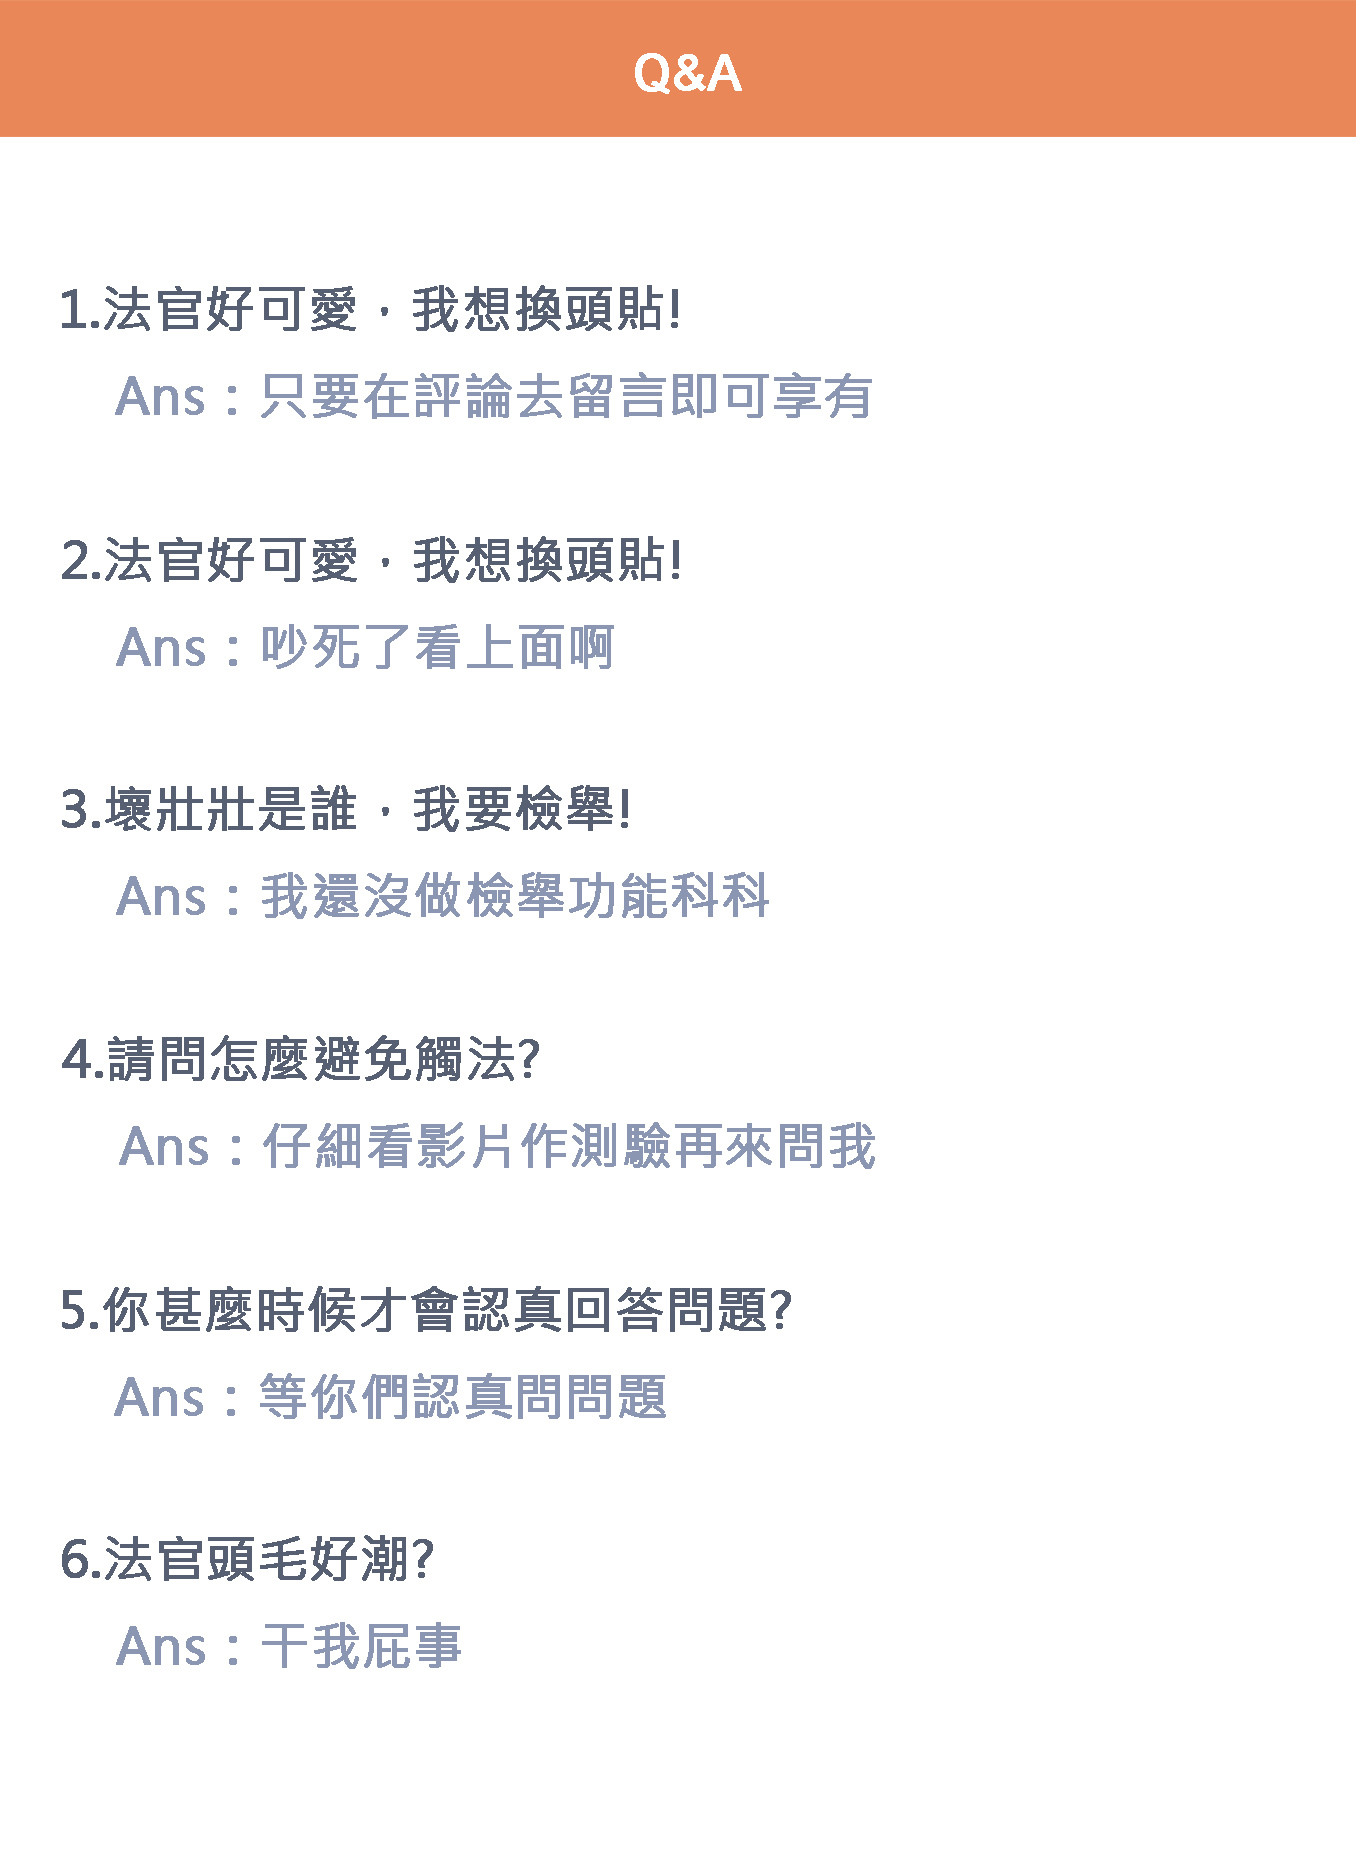 Q&A
1.法官好可愛，我想換頭貼!
Ans：只要在評論去留言即可享有
2.法官好可愛，我想換頭貼!
Ans：吵死了看上面啊
3.壞壯壯是誰，我要檢舉!
Ans：我還沒做檢舉功能科科
4.請問怎麼避免觸法?
Ans：仔細看影片作測驗再來問我
5.你甚麼時候才會認真回答問題?
Ans：等你們認真問問題
6.法官頭毛好潮?
Ans：干我屁事